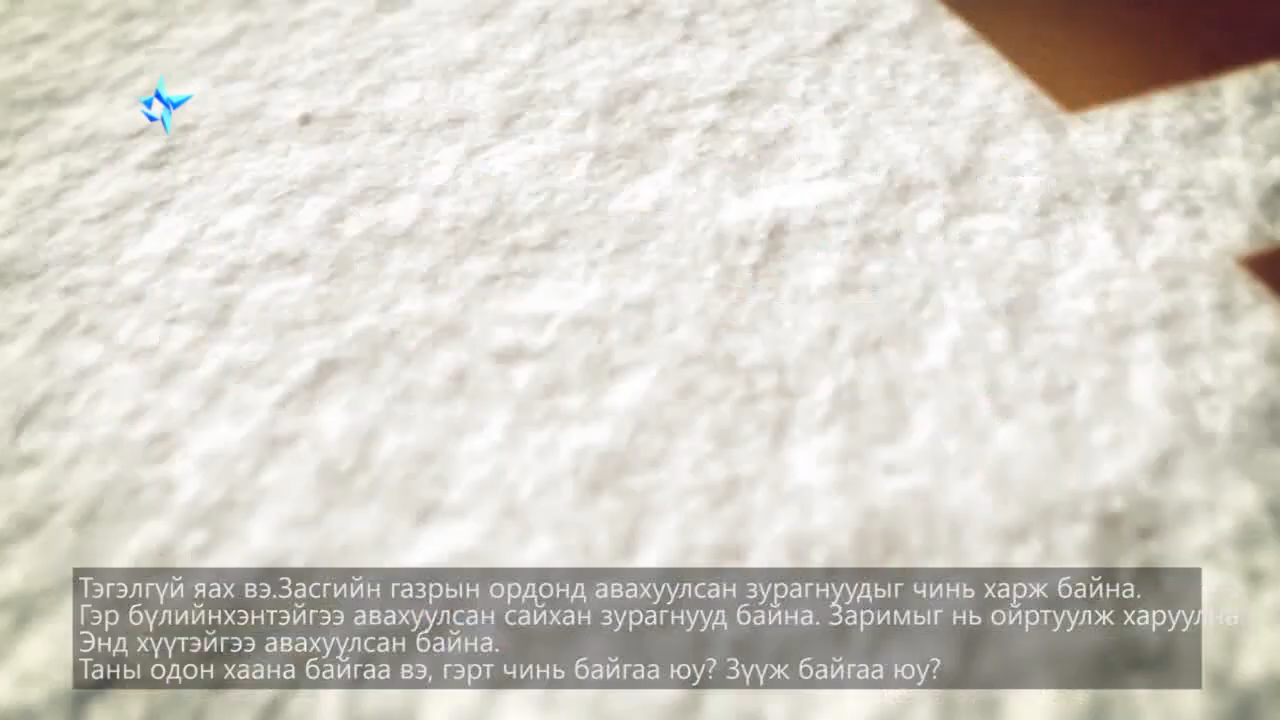 Тэгэлгүй яах вэ.Засгийн газрын ордонд авахуулсан зурагнуудыг чинь харж байна.
Гэр бүлийнхэнтэйгээ авахуулсан сайхан зурагнууд байна. Заримыг нь ойртуулж харуулна
Энд хүүтэйгээ авахуулсан байна.
Таны одон хаана байгаа вэ, гэрт чинь байгаа юу? Зүүж байгаа юу?